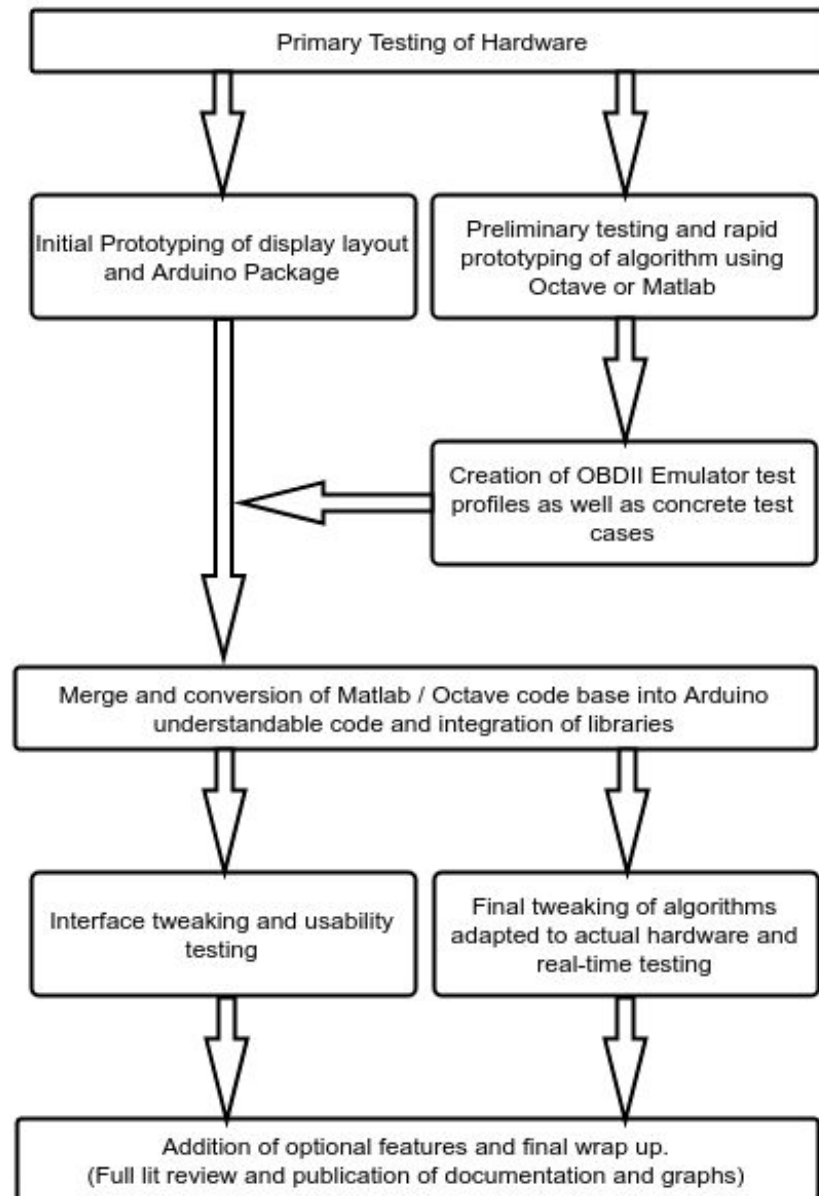 Primary Testing of Hardware
Initial Prototyping of display layout
and Arduino Package
Preliminary testing and rapid
prototyping of algorithm using
Octave or Matlab
Creation of OBDII Emulator test
profiles as well as concrete test
cases
Merge and conversion of Matlab / Octave code base into Arduino
understandable code and integration of libraries
Interface tweaking and usability
testing
Final tweaking of algorithms
adapted to actual hardware and
real-time testing
Addition of optional features and final wrap up.
(Full lit review and publication of documentation and graphs)